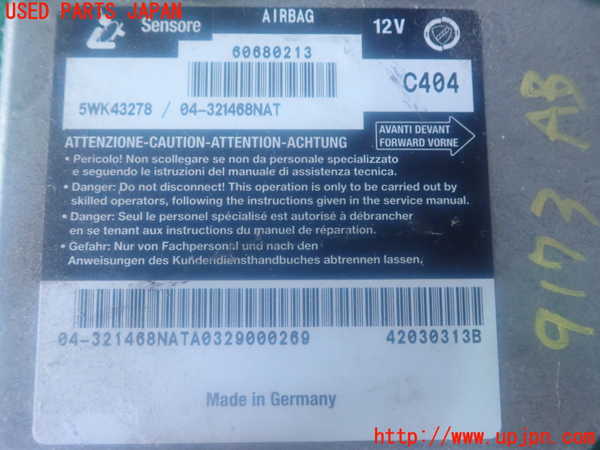 USED PARTS JAPAN
AIRBAG
Sensore
12V
60680213
C404
5WK43278 / 04-321468NAT
ATTENZIONE-CAUTION-ATTENTION-ACHTUNG
AVANTI DEVANT
FORWARD VORNE
• Pericolo! Non scollegare se non da personale specializzato
e seguendo le istruzioni del manuale di assistenza tecnica.
• Danger: Do not disconnect! This operation is only to be carried out by
skilled operators, following the instructions given in the service manual.
• Danger: Seul le personel spécialisé est autorisé à débrancher
en se tenant aux instructions du manuel de réparation.
• Gefahr: Nur von Fachpersonal und nach den
Anweisungen des Kundendiensthandbuches abtrennen lassen.
04-321468NATA0329000269
42030313B
Made in Germany
9173 AB
http://www.upjpn.com/